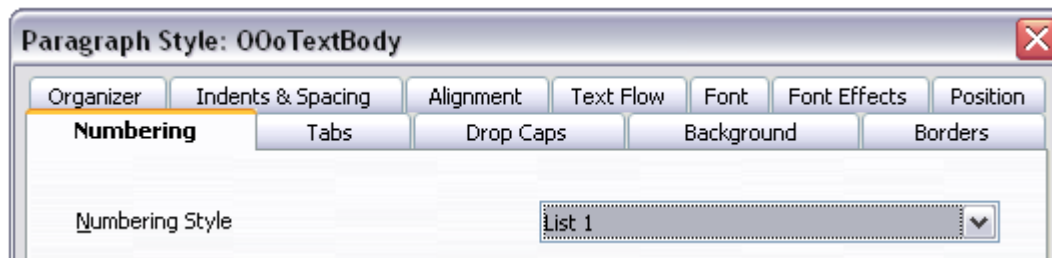 Paragraph Style: OOoTextBody
Organizer Indents & Spacing Alignment Text Flow Font Font Effects Position
Numbering Tabs Drop Caps Background Borders
Numbering Style List 1